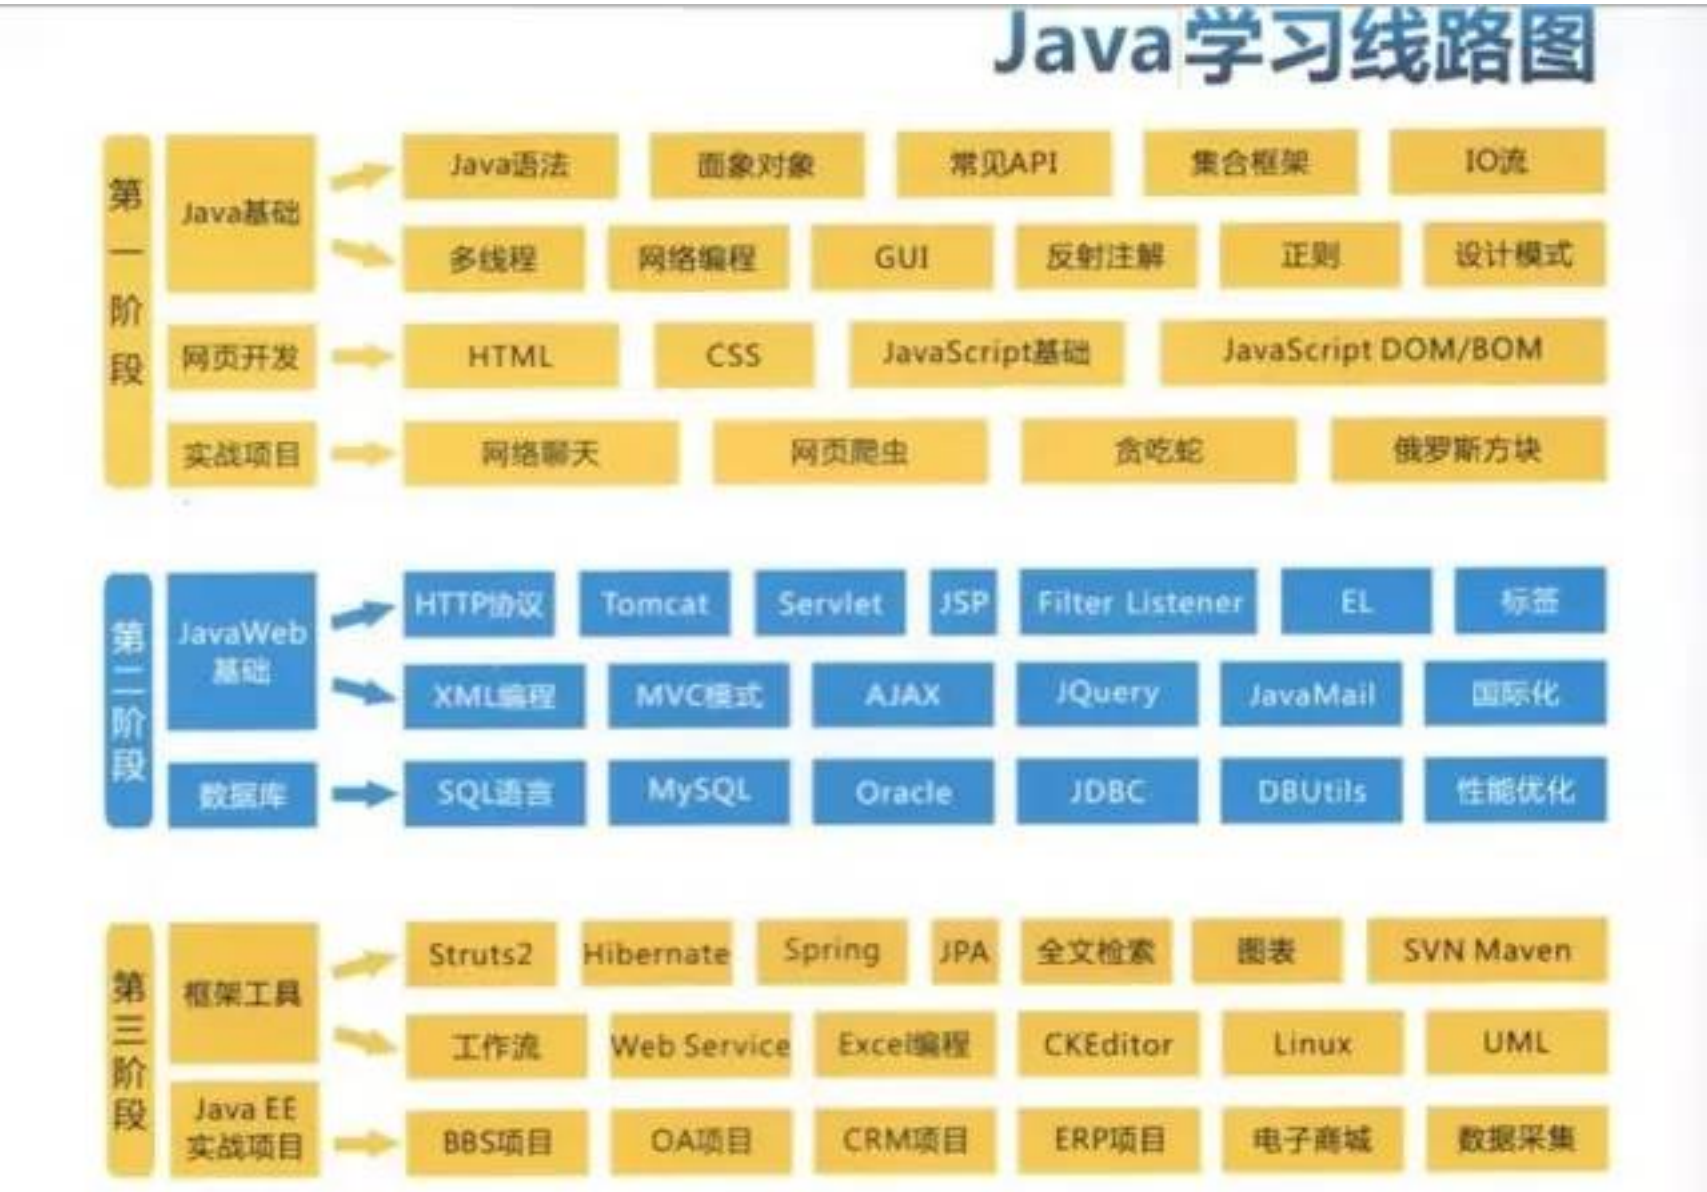 Java学习线路图
第一阶段
Java基础
Java语法 面象对象 常见API 集合框架 IO流
多线程 网络编程 GUI 反射注解 正则 设计模式
网页开发
HTML CSS JavaScript基础 JavaScript DOM/BOM
实战项目
网络聊天 网页爬虫 贪吃蛇 俄罗斯方块
第二阶段
JavaWeb
基础
HTTP协议 Tomcat Servlet JSP Filter Listener EL 标签
XML编程 MVC模式 AJAX JQuery JavaMail 国际化
数据库
SQL语言 MySQL Oracle JDBC DBUtils 性能优化
第三阶段
框架工具
Struts2 Hibernate Spring JPA 全文检索 图表 SVN Maven
工作流 Web Service Excel编程 CKEditor Linux UML
Java EE
实战项目
BBS项目 OA项目 CRM项目 ERP项目 电子商城 数据采集